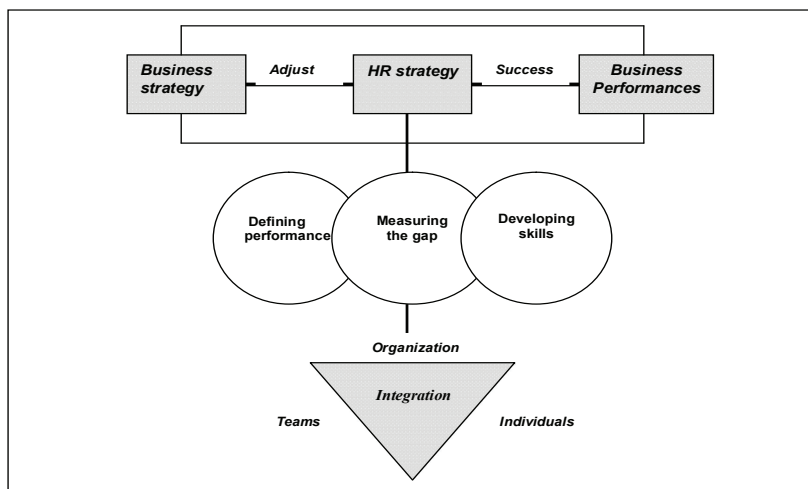 Business
strategy
Adjust
HR strategy
Success
Business
Performances
Defining
performance
Measuring
the gap
Developing
skills
Organization
Integration
Teams
Individuals